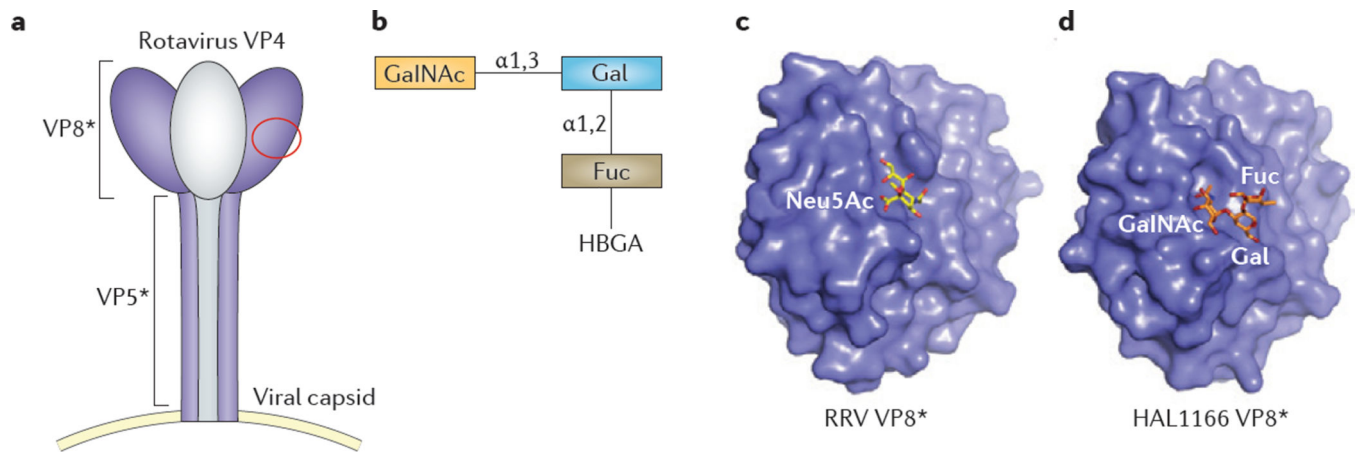 a
Rotavirus VP4
VP8*
VP5*
Viral capsid
b
GalNAc
α1,3
Gal
α1,2
Fuc
HBGA
c
Neu5Ac
RRV VP8*
d
Fuc
GalNAc
Gal
HAL1166 VP8*